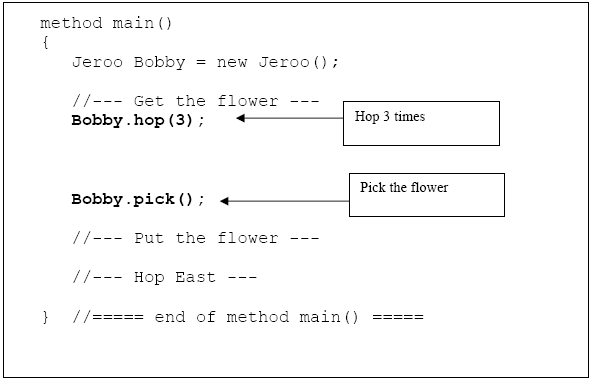 method main()
{
Jeroo Bobby = new Jeroo();
//--- Get the flower ---
Bobby.hop(3);
Hop 3 times
Bobby.pick();
Pick the flower
//--- Put the flower ---
//--- Hop East ---
} //===== end of method main() =====